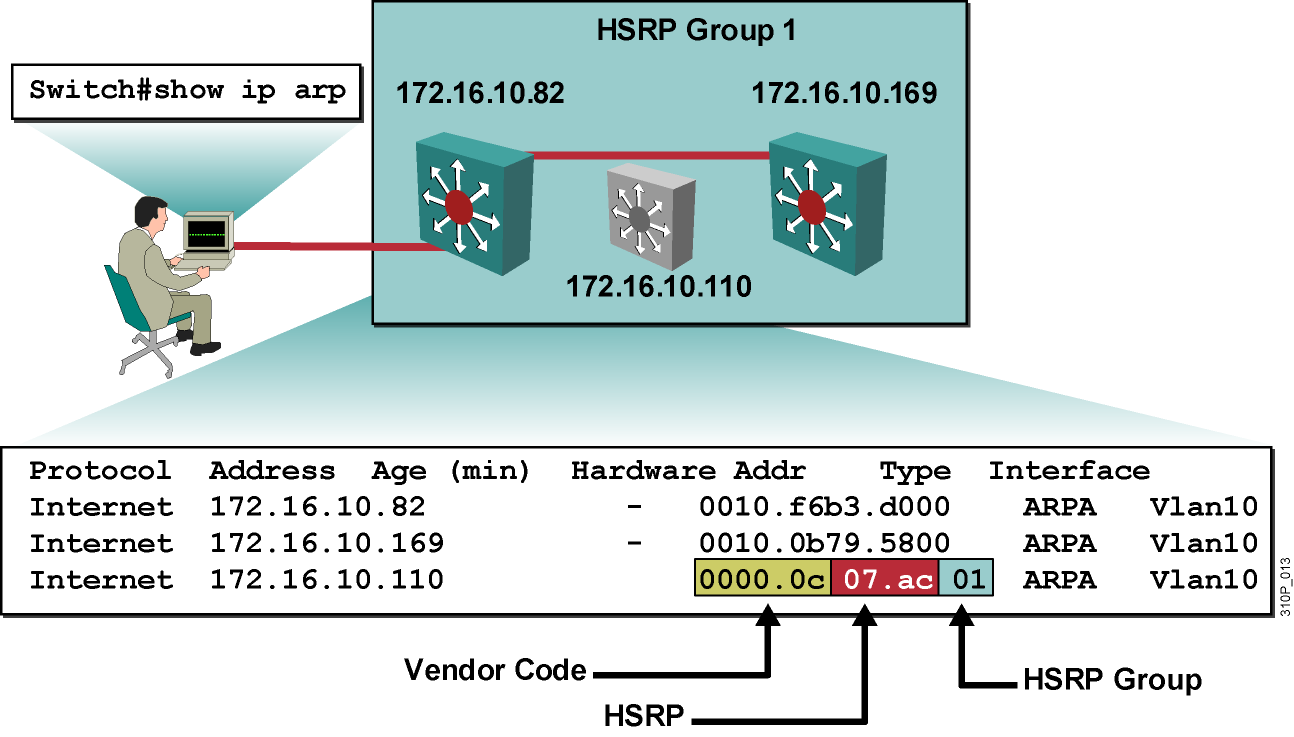 HSRP Group 1
Switch#show ip arp
172.16.10.82 172.16.10.169
172.16.10.110
Protocol Address Age (min) Hardware Addr Type Interface
Internet 172.16.10.82 - 0010.f6b3.d000 ARPA Vlan10
Internet 172.16.10.169 - 0010.0b79.5800 ARPA Vlan10
Internet 172.16.10.110 0000.0c 07.ac 01 ARPA Vlan10
310P_013
Vendor Code
HSRP Group
HSRP